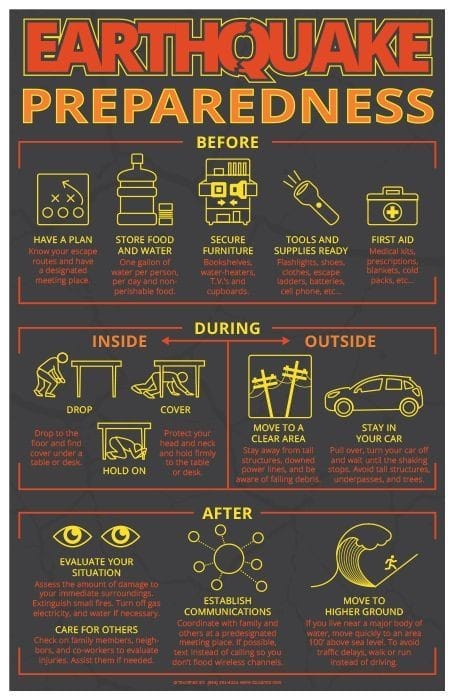 EARTHQUAKE
PREPAREDNESS
BEFORE
HAVE A PLAN
Know your escape
routes and have
a designated
meeting place.
STORE FOOD
AND WATER
One gallon of
water per person,
per day and non-
perishable food.
SECURE
FURNITURE
Bookshelves,
water-heaters,
T.V.'s and
cupboards.
TOOLS AND
SUPPLIES READY
Flashlights, shoes,
clothes, escape
ladders, batteries,
cell phone, etc...
FIRST AID
Medical kits,
prescriptions,
blankets, cold
packs, etc...
DURING
INSIDE
OUTSIDE
DROP
COVER
Drop to the
floor and find
cover under a
table or desk.
HOLD ON
Protect your
head and neck
and hold firmly
to the table
or desk.
MOVE TO A
CLEAR AREA
Stay away from tall
structures, downed
power lines, and be
aware of falling debris.
STAY IN
YOUR CAR
Pull over, turn your car off
and wait until the shaking
stops. Avoid tall structures,
underpasses, and trees.
AFTER
EVALUATE YOUR
SITUATION
Assess the amount of damage to
your immediate surroundings.
Extinguish small fires. Turn off gas
electricity, and water if necessary.
CARE FOR OTHERS
Check on family members, neigh-
bors, and co-workers to evaluate
injuries. Assist them if needed.
ESTABLISH
COMMUNICATIONS
Coordinate with family and
others at a predesignated
meeting place. If possible,
text instead of calling so you
don't flood wireless channels.
MOVE TO
HIGHER GROUND
If you live near a major body of
water, move quickly to an area
100' above sea level. To avoid
traffic delays, walk or run
instead of driving.